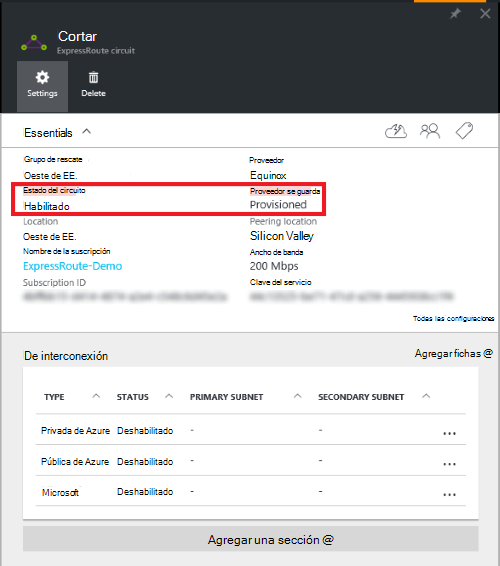 Cortar
ExpressRoute circuit
Settings
Delete
Essentials
Grupo de rescate
Proveedor
Oeste de EE.
Equinox
Estado del circuito
Proveedor se guarda
Habilitado
Provisioned
Location
Peering location
Oeste de EE.
Silicon Valley
Nombre de la suscripción
Ancho de banda
ExpressRoute-Demo
200 Mbps
Subscription ID
Clave del servicio
Todas las configuraciones
De interconexión
Agregar fichas @
TYPE STATUS PRIMARY SUBNET SECONDARY SUBNET
Privada de Azure Deshabilitado - - ...
Pública de Azure Deshabilitado - - ...
Microsoft Deshabilitado - - ...
Agregar una sección @